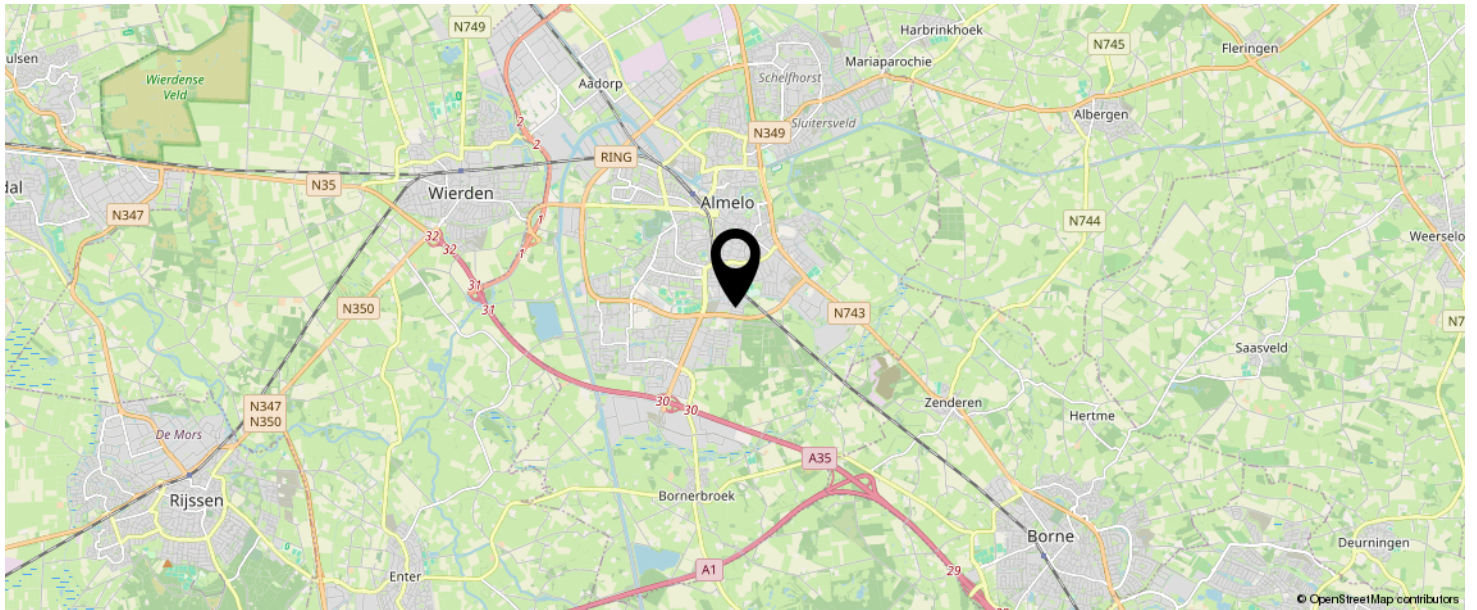 N749
Harbrinkhoek
N745
Fleringen
ulsen
Mariaparochie
Wierdense
Veld
Aadorp
Schelfhorst
Albergen
2
N349
Sluitersveld
2
RING
dal
N35
Wierden
Almelo
N347
1
N744
32
32
1
Weerselo
31
31
N350
N743
N7
Saasveld
30
30
Zenderen
N347
N350
Hertme
De Mors
A35
Rijssen
Bornerbroek
Borne
Deurningen
Enter
A1
29
© OpenStreetMap contributors